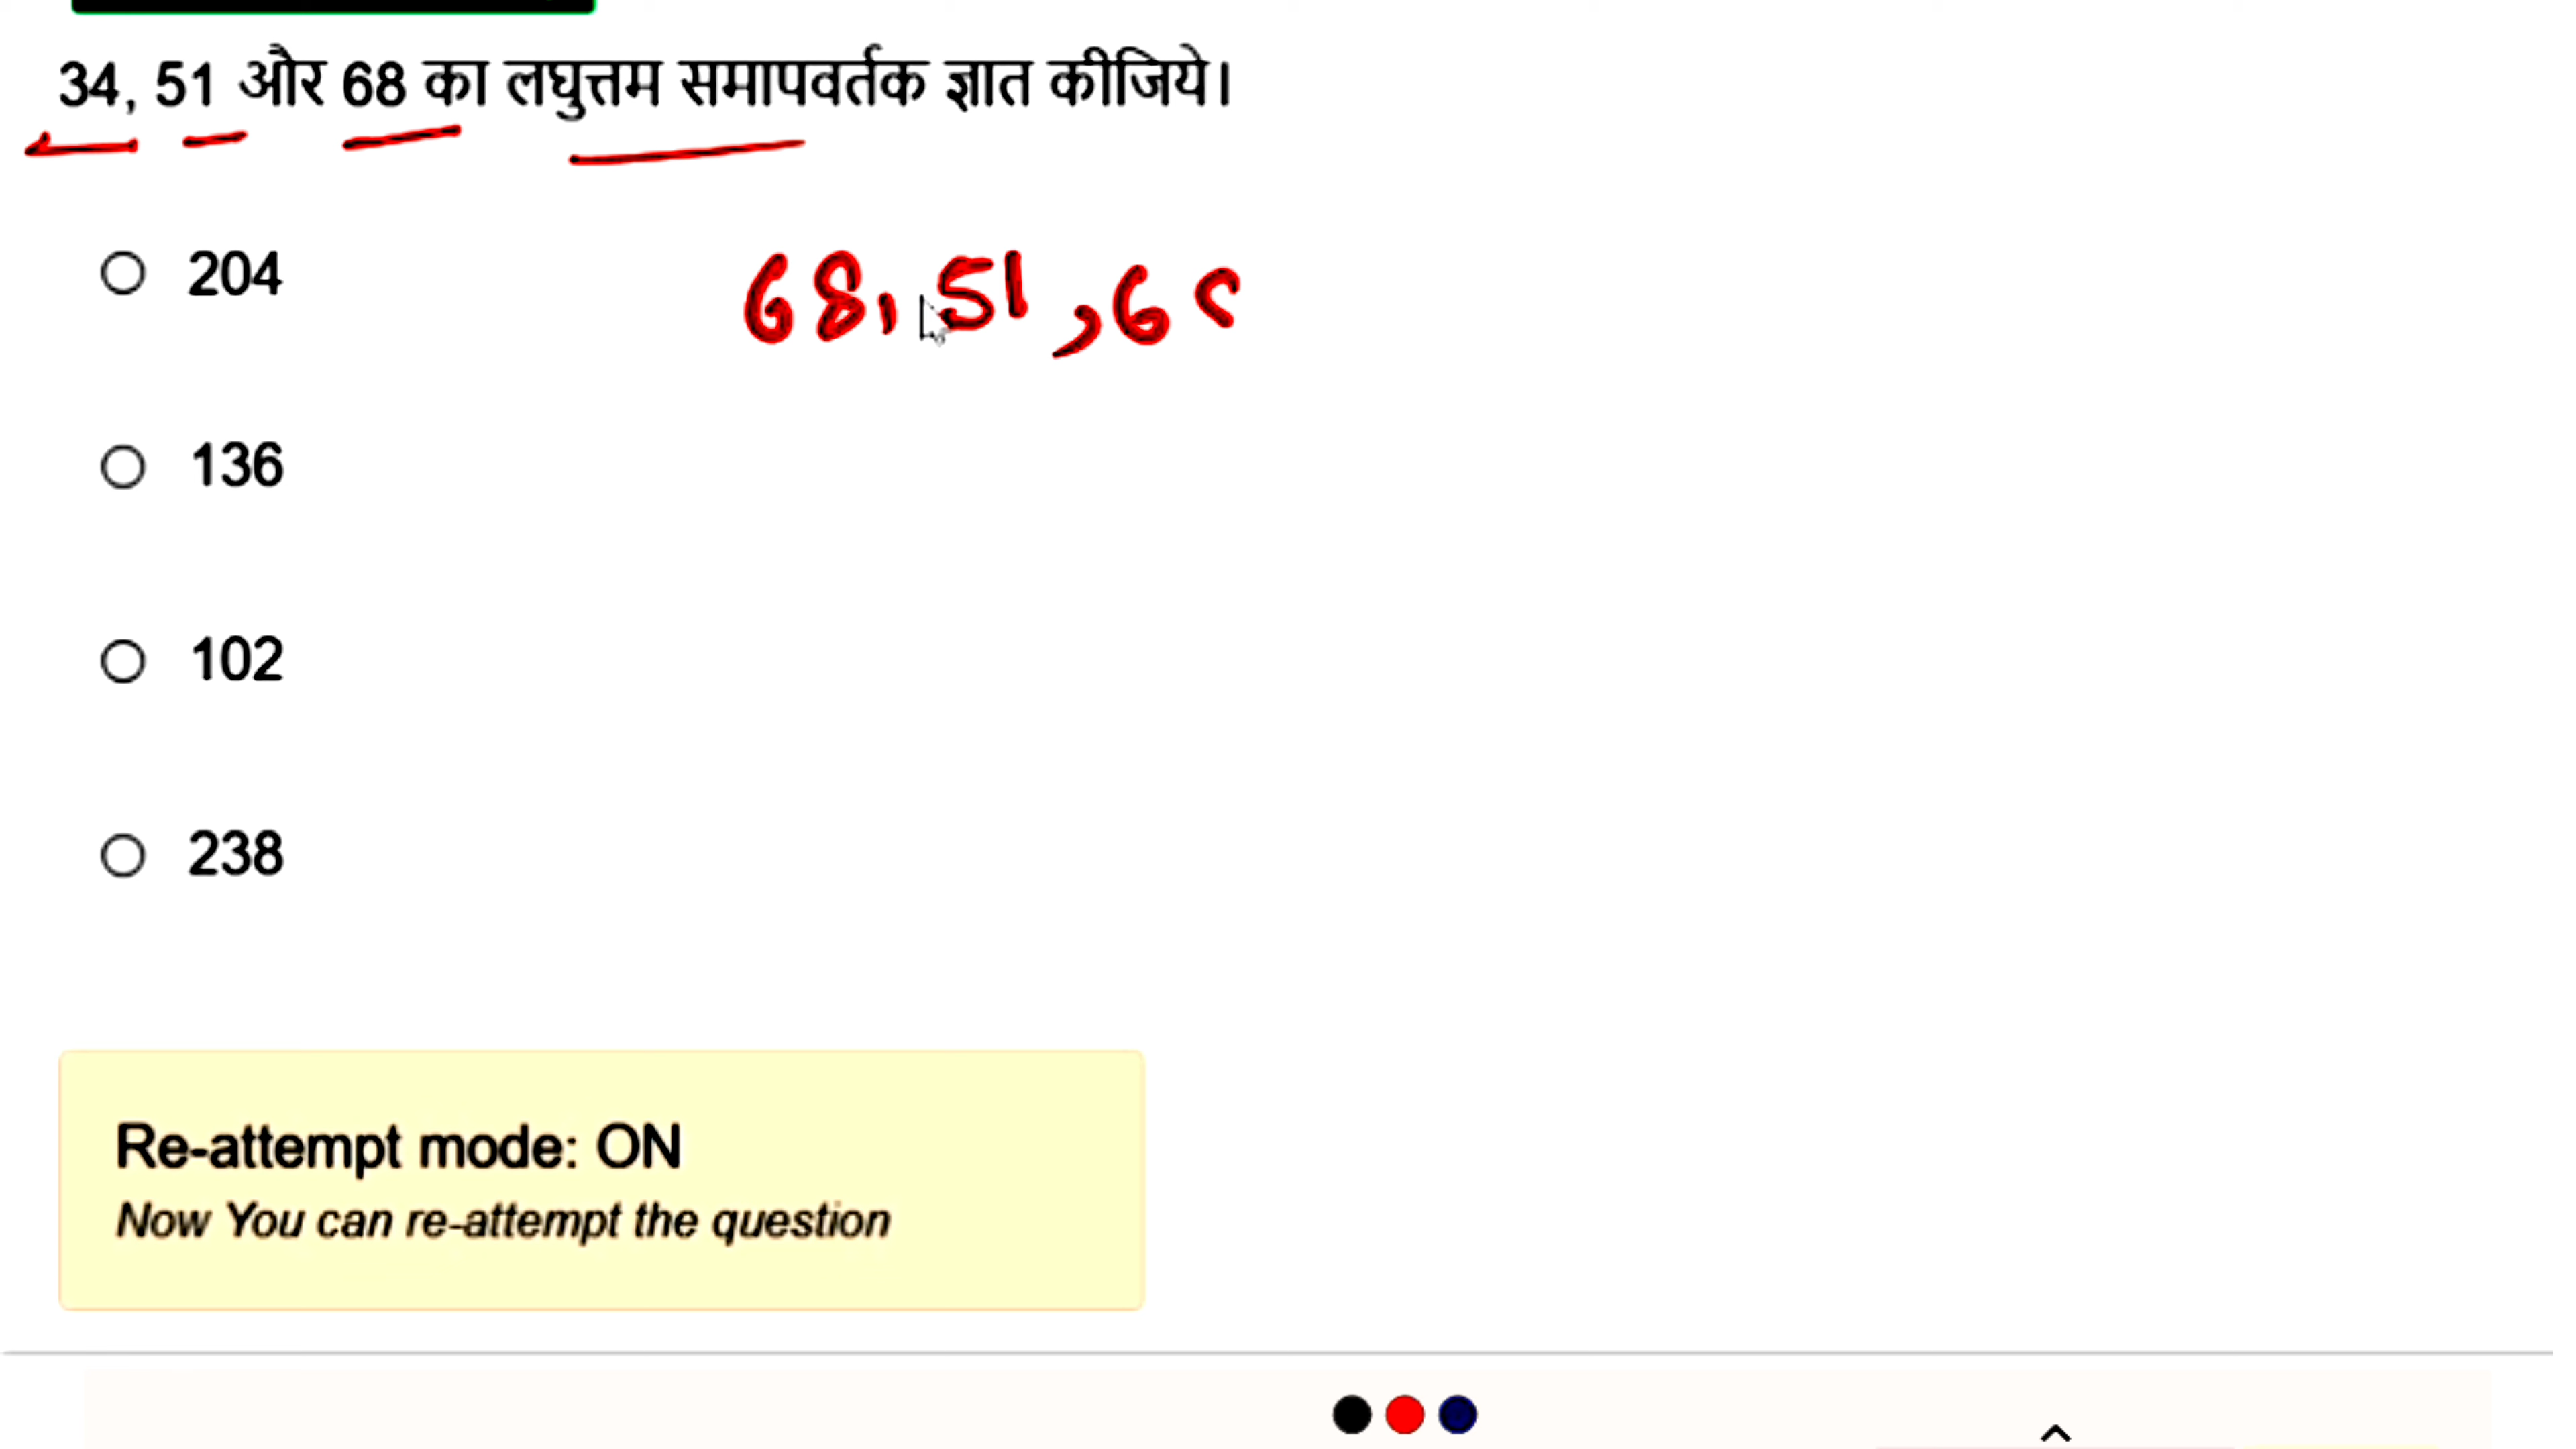 34, 51 और 68 का लघुत्तम समापवर्तक ज्ञात कीजिये।
204
68, 51, 6
136
102
238
Re-attempt mode: ON
Now You can re-attempt the question